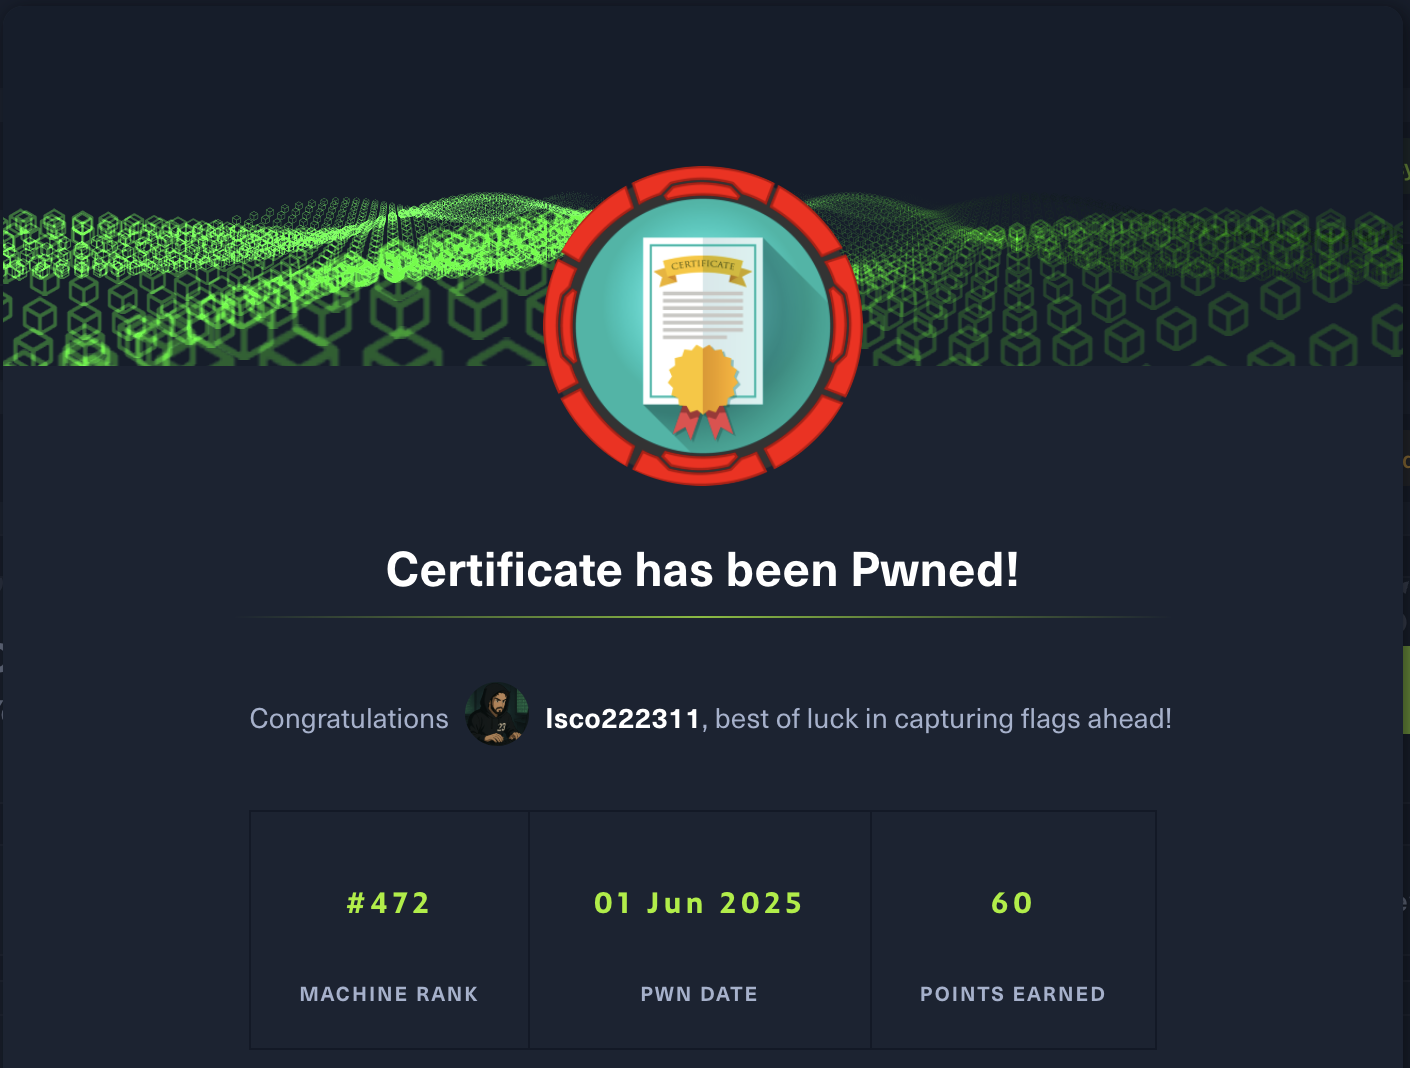 CERTIFICATE
Certificate has been Pwned!
Congratulations lsco222311, best of luck in capturing flags ahead!
#472 01 Jun 2025 60
MACHINE RANK PWN DATE POINTS EARNED